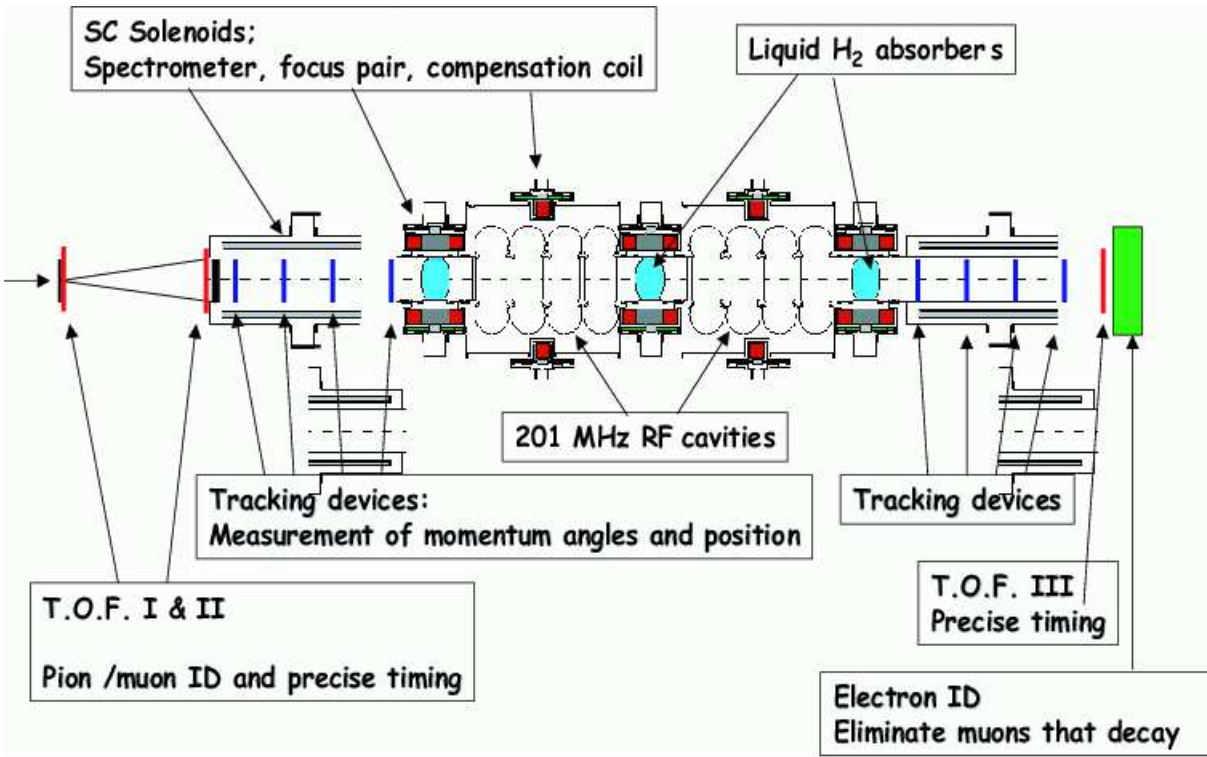 SC Solenoids;
Spectrometer, focus pair, compensation coil
Liquid H₂ absorbers
201 MHz RF cavities
Tracking devices:
Measurement of momentum angles and position
Tracking devices
T.O.F. I & II
Pion /muon ID and precise timing
T.O.F. III
Precise timing
Electron ID
Eliminate muons that decay